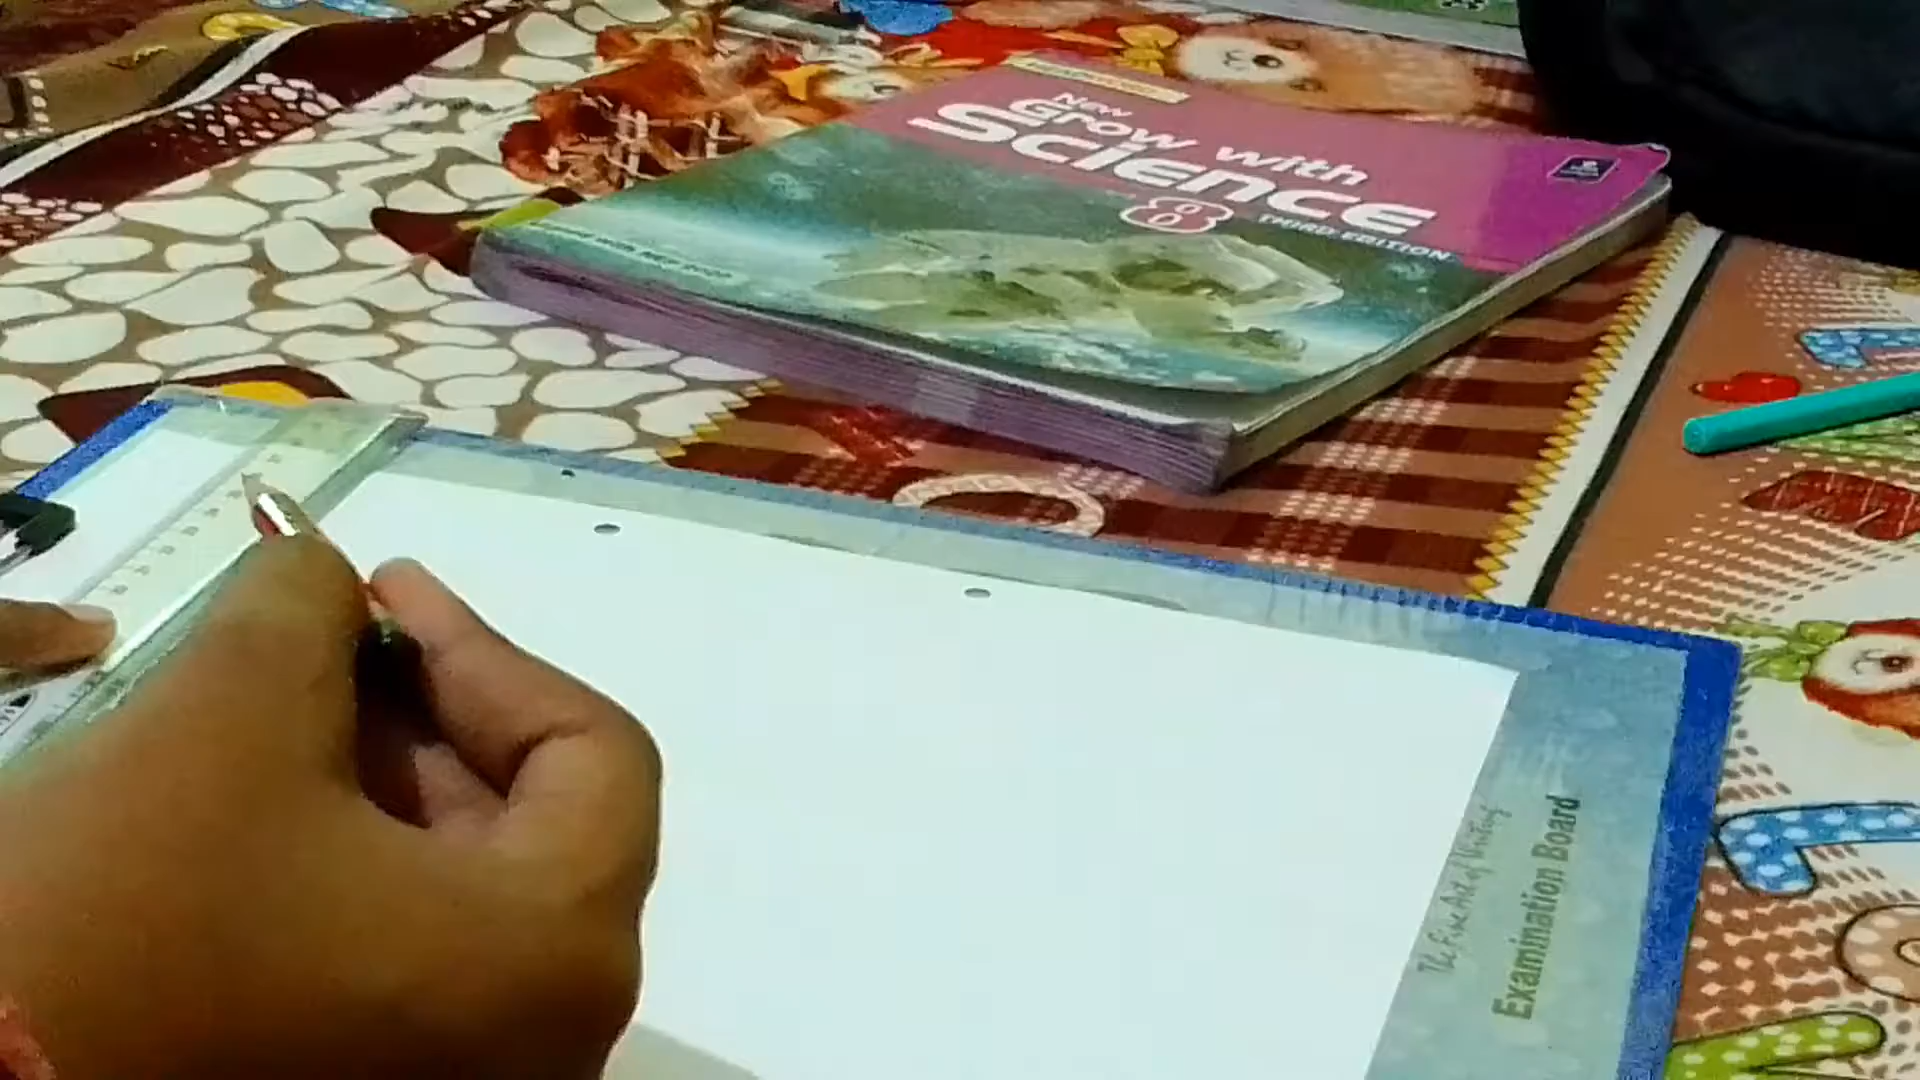 New
Grow with
Science
8 THIRD EDITION
The Fine Art of Writing
Examination Board